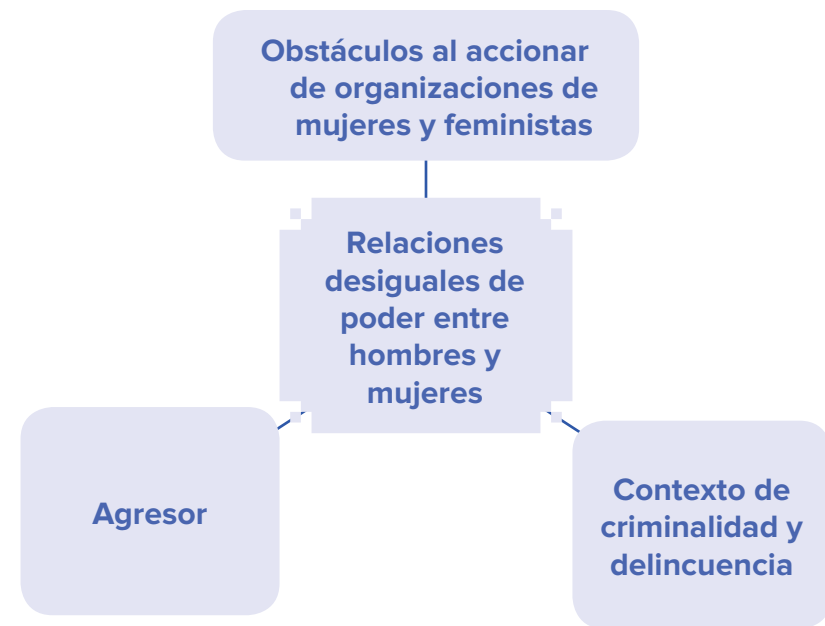 Obstáculos al accionar
de organizaciones de
mujeres y feministas
Relaciones
desiguales de
poder entre
hombres y
mujeres
Agresor
Contexto de
criminalidad y
delincuencia